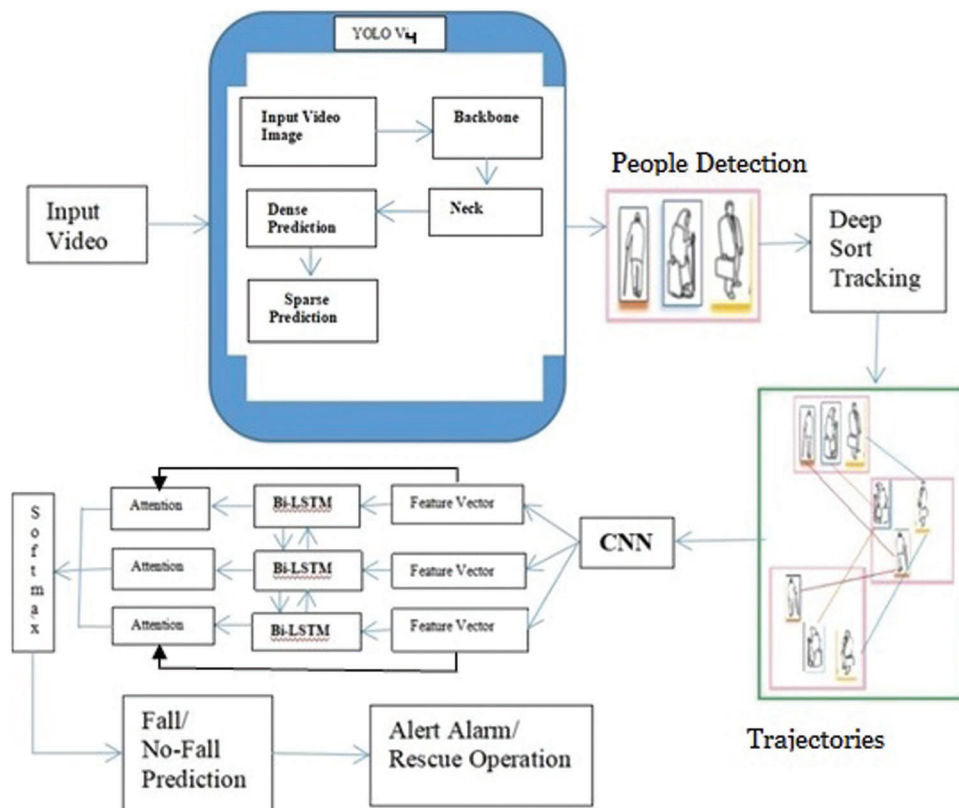 YOLO V4
Input Video
Image
Backbone
Neck
Dense
Prediction
Sparse
Prediction
Input
Video
People Detection
Deep
Sort
Tracking
Trajectories
CNN
Feature Vector
Feature Vector
Feature Vector
Bi-LSTM
Bi-LSTM
Bi-LSTM
Attention
Attention
Attention
Softmax
Fall/
No-Fall
Prediction
Alert Alarm/
Rescue Operation